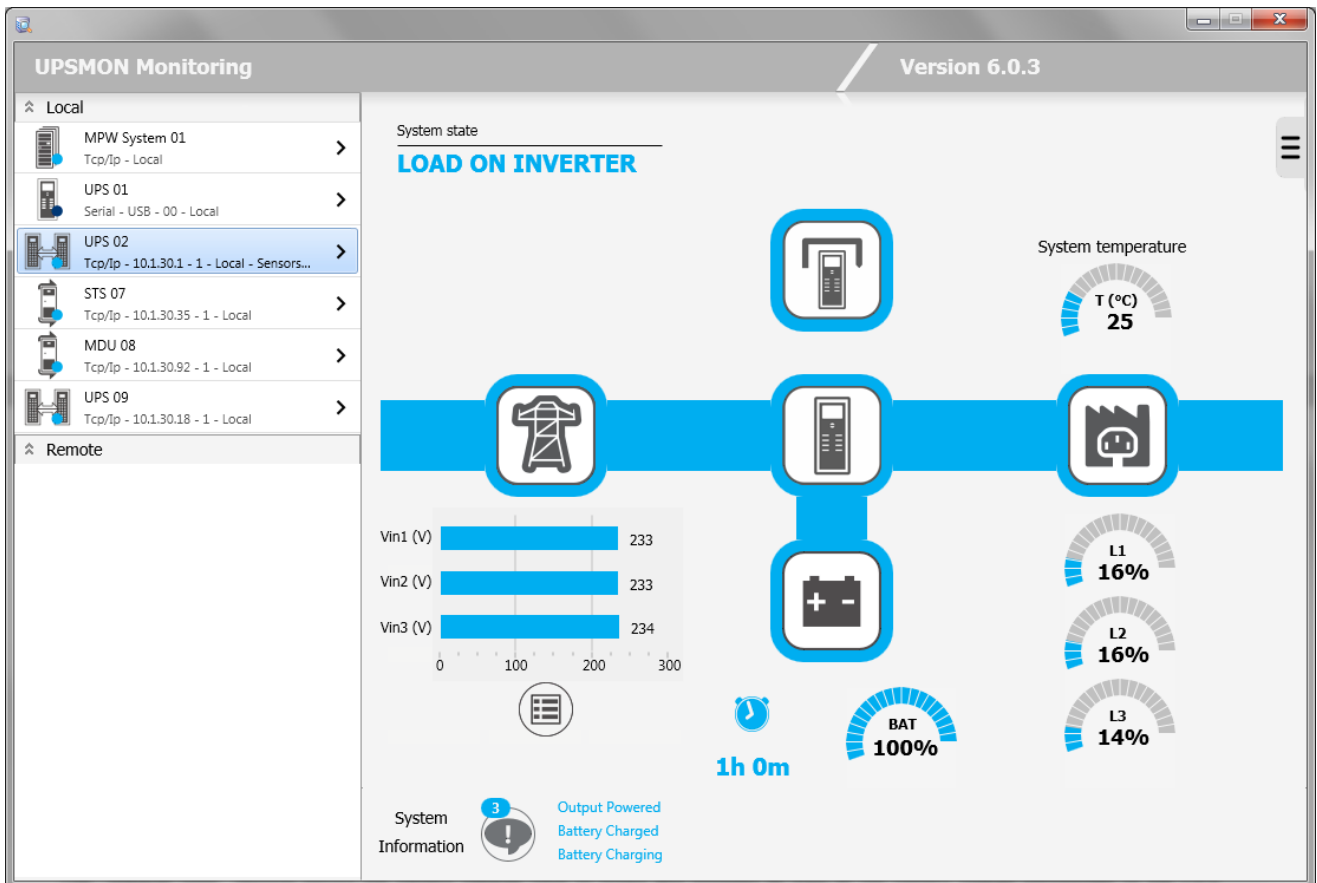 UPSMON Monitoring
Version 6.0.3
Local
MPW System 01
Tcp/Ip - Local
UPS 01
Serial - USB - 00 - Local
UPS 02
Tcp/Ip - 10.1.30.1 - 1 - Local - Sensors...
STS 07
Tcp/Ip - 10.1.30.35 - 1 - Local
MDU 08
Tcp/Ip - 10.1.30.92 - 1 - Local
UPS 09
Tcp/Ip - 10.1.30.18 - 1 - Local
Remote
System state
LOAD ON INVERTER
System temperature
T (°C)
25
Vin1 (V)
233
Vin2 (V)
233
Vin3 (V)
234
0 100 200 300
L1
16%
L2
16%
L3
14%
1h 0m
BAT
100%
System
Information
3
Output Powered
Battery Charged
Battery Charging